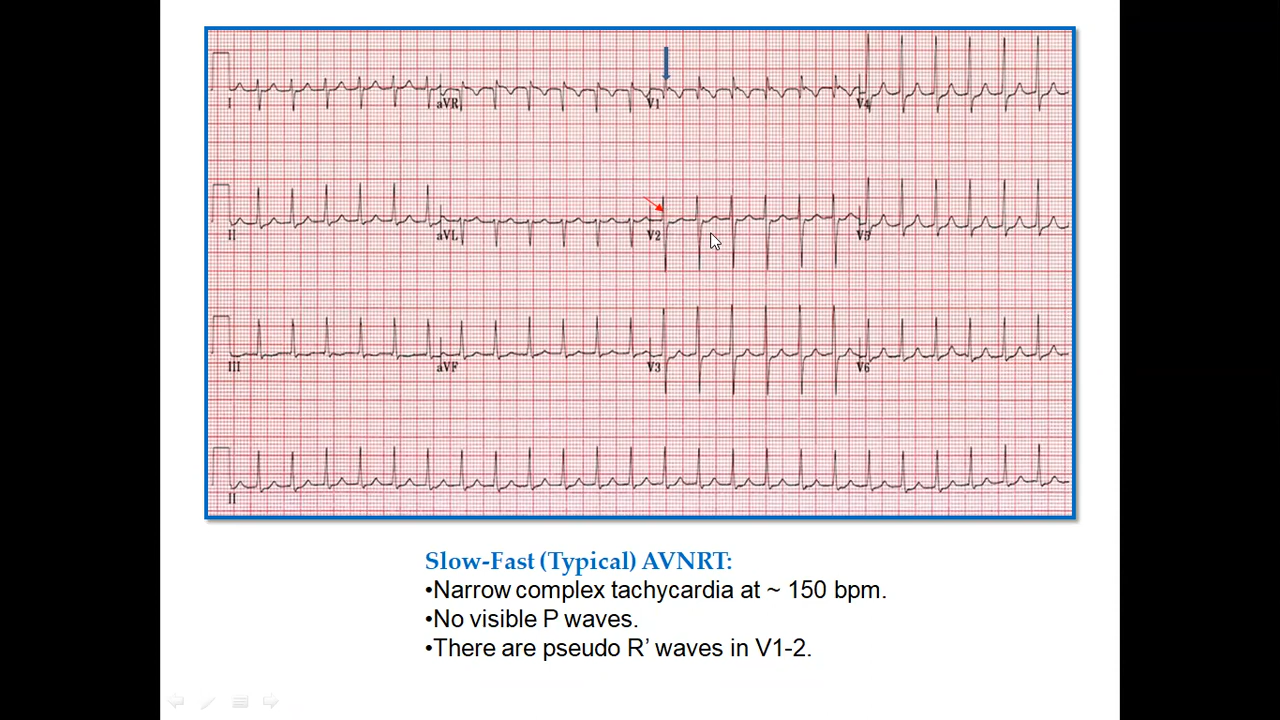 I aVR V1 V4
II aVL V2 V5
III aVF V3 V6
II
Slow-Fast (Typical) AVNRT:
•Narrow complex tachycardia at ~ 150 bpm.
•No visible P waves.
•There are pseudo R’ waves in V1-2.